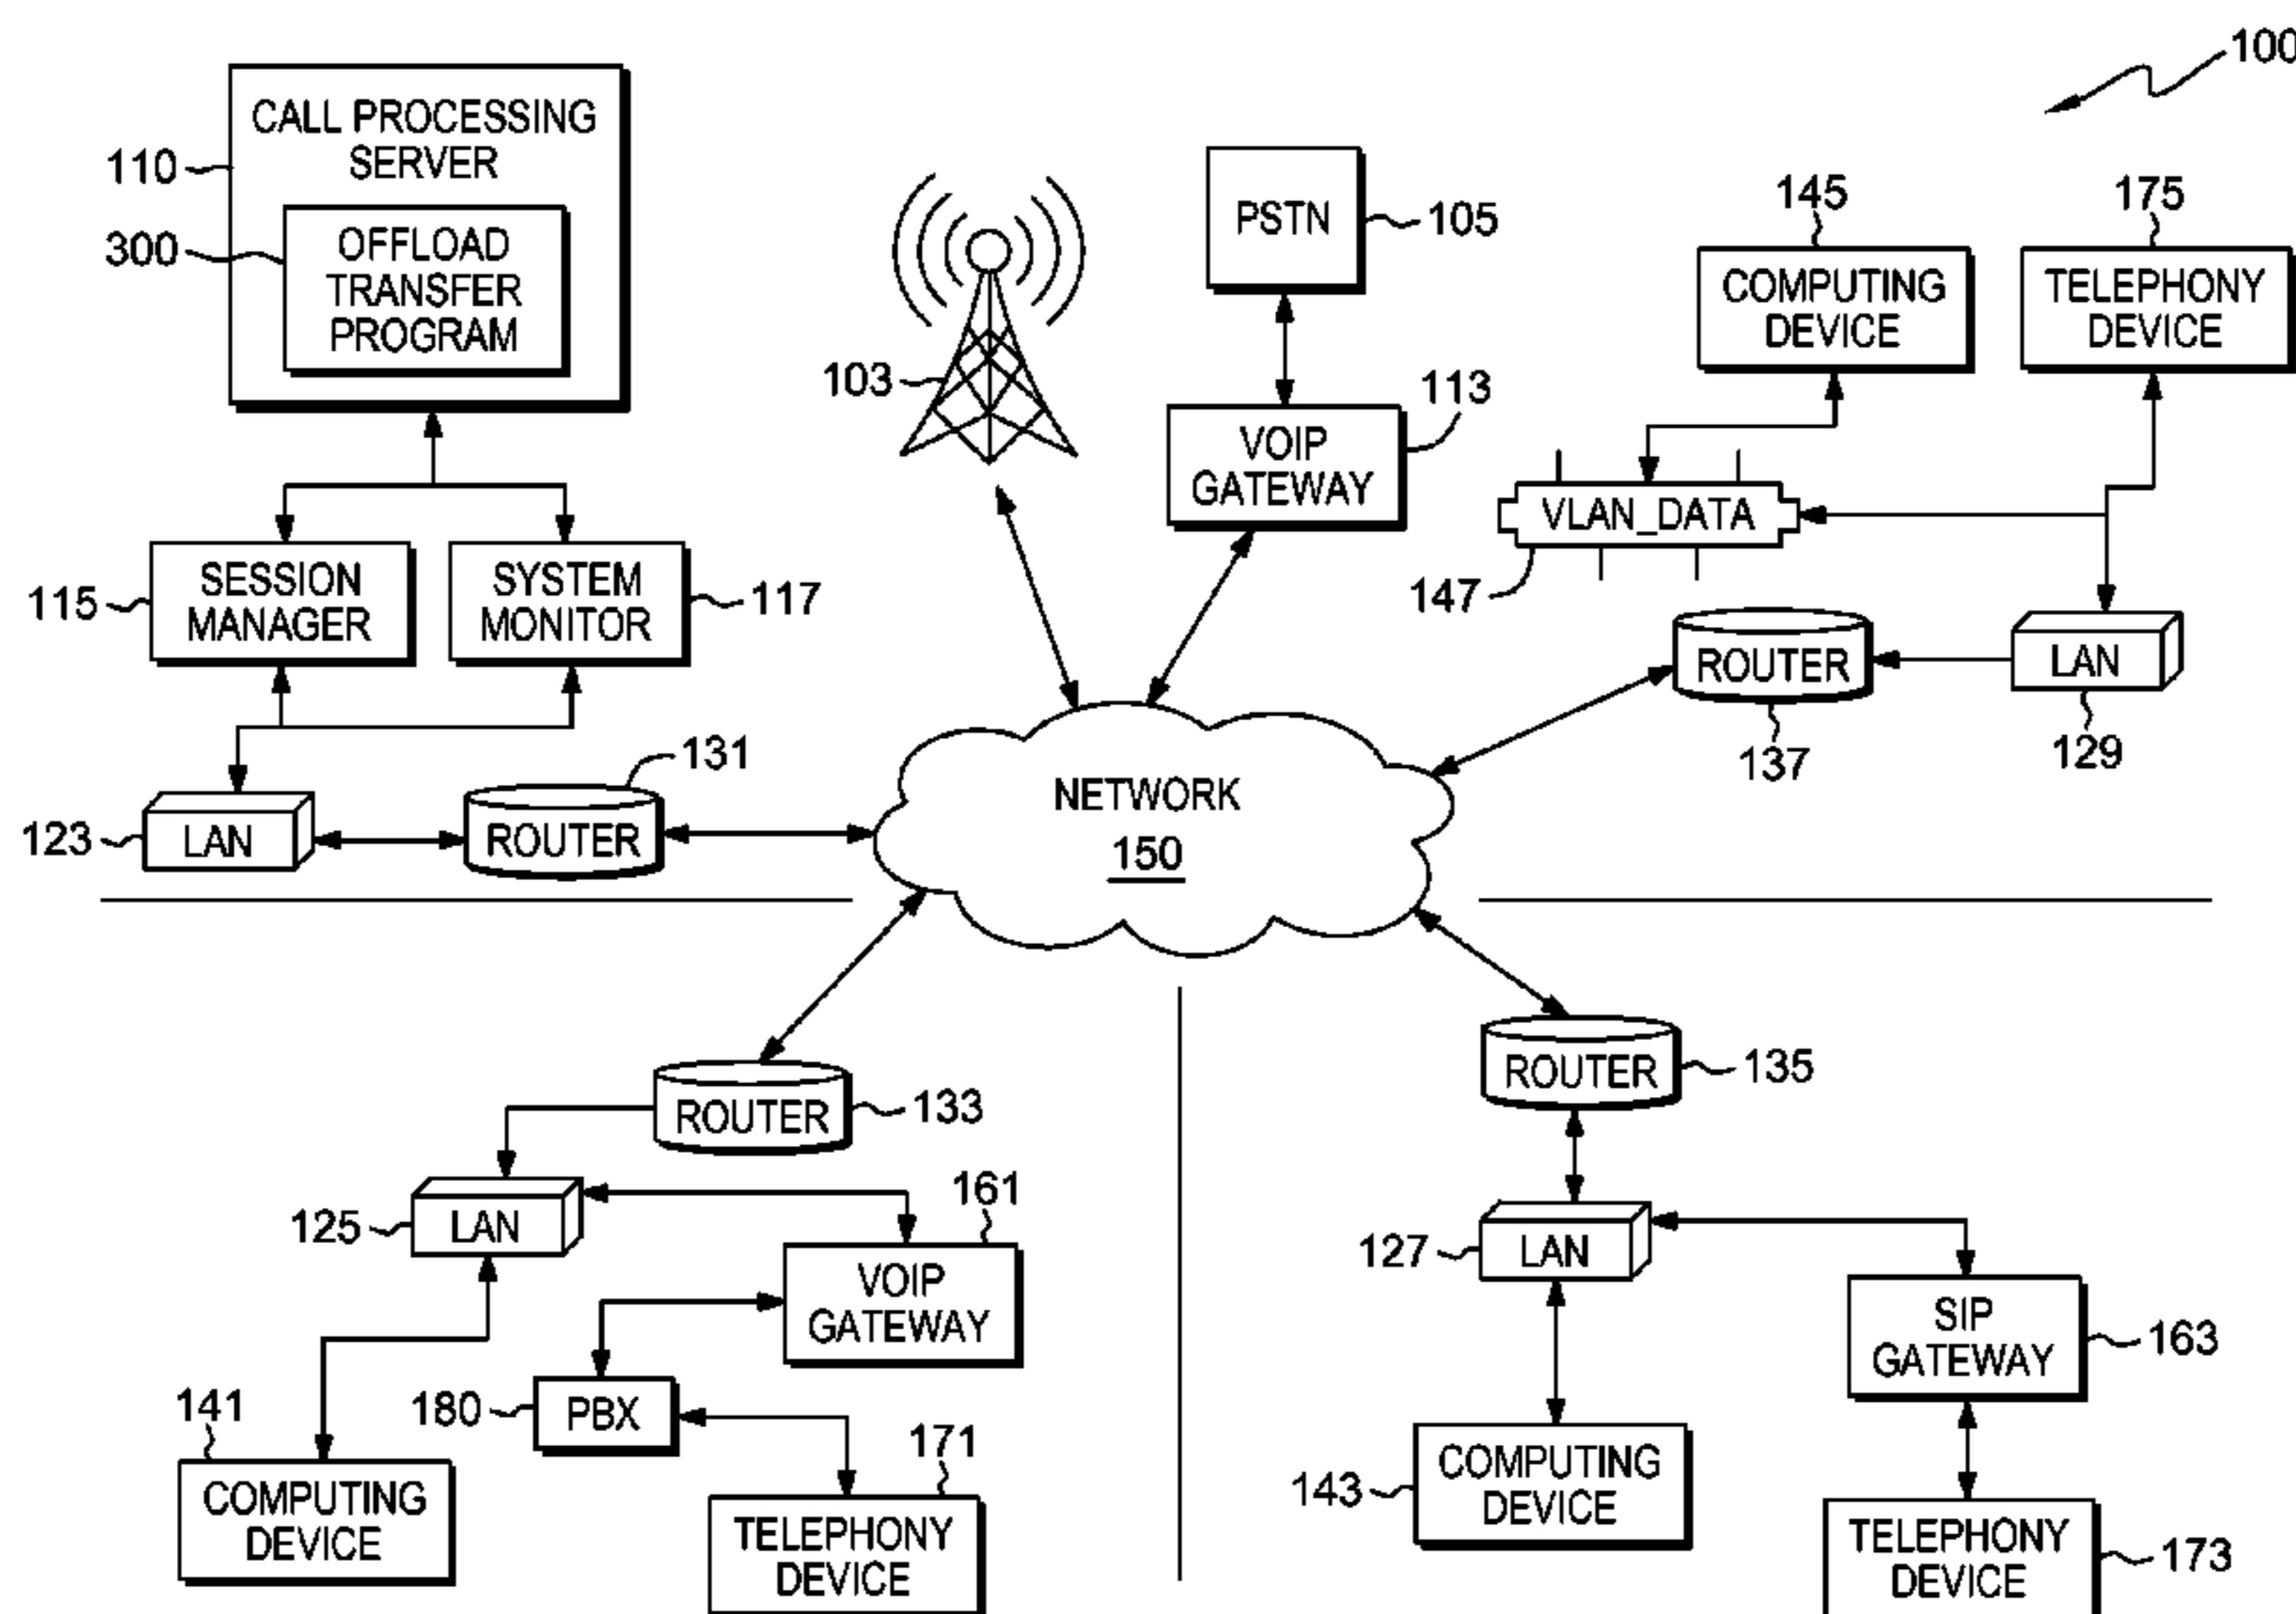 100
CALL PROCESSING
SERVER
110
OFFLOAD
TRANSFER
PROGRAM
300
103
PSTN
105
VOIP
GATEWAY
113
145
COMPUTING
DEVICE
175
TELEPHONY
DEVICE
VLAN_DATA
147
SESSION
MANAGER
115
SYSTEM
MONITOR
117
ROUTER
137
LAN
129
LAN
123
ROUTER
131
NETWORK
150
ROUTER
133
LAN
125
161
VOIP
GATEWAY
PBX
180
141
COMPUTING
DEVICE
171
TELEPHONY
DEVICE
ROUTER
135
LAN
127
SIP
GATEWAY
163
COMPUTING
DEVICE
143
TELEPHONY
DEVICE
173